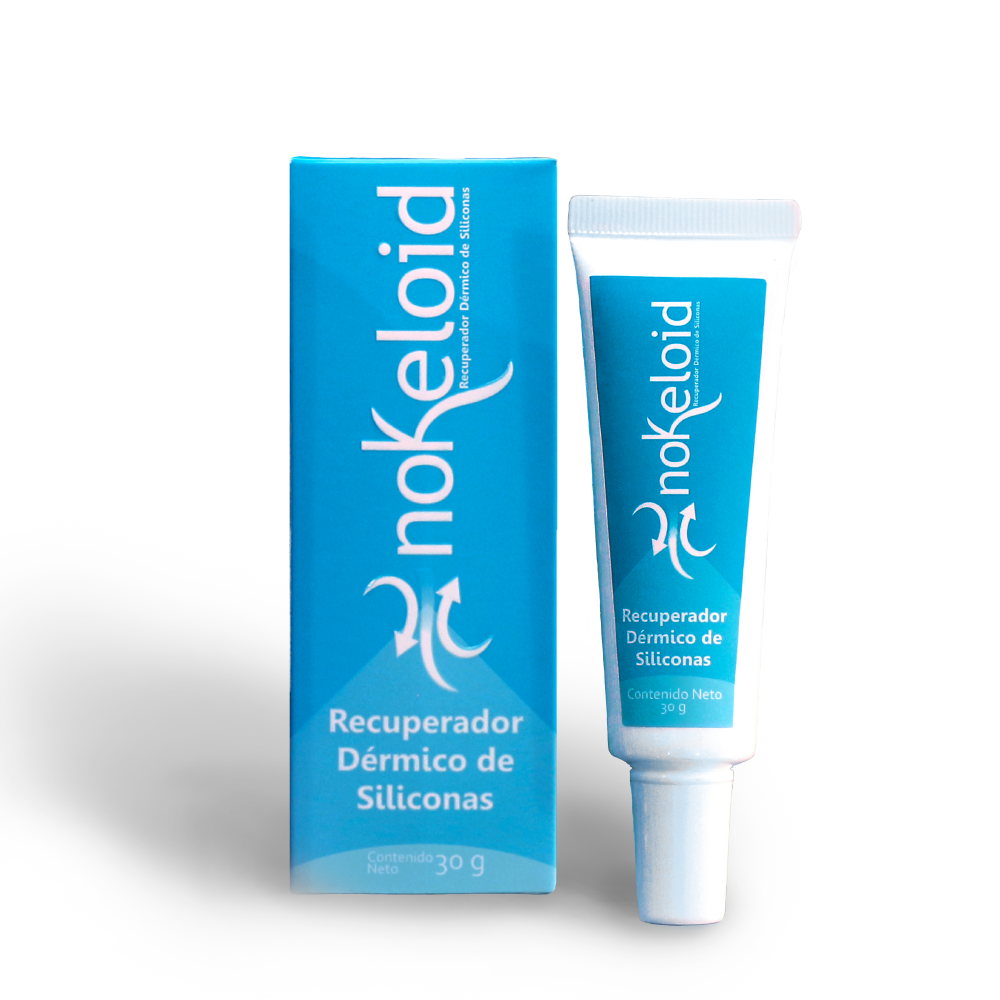 noKeloid
Recuperador Dérmico de Siliconas
Recuperador
Dérmico de
Siliconas
Contenido
Neto
30 g
noKeloid
Recuperador Dérmico de Siliconas
Recuperador
Dérmico de
Siliconas
Contenido Neto
30 g